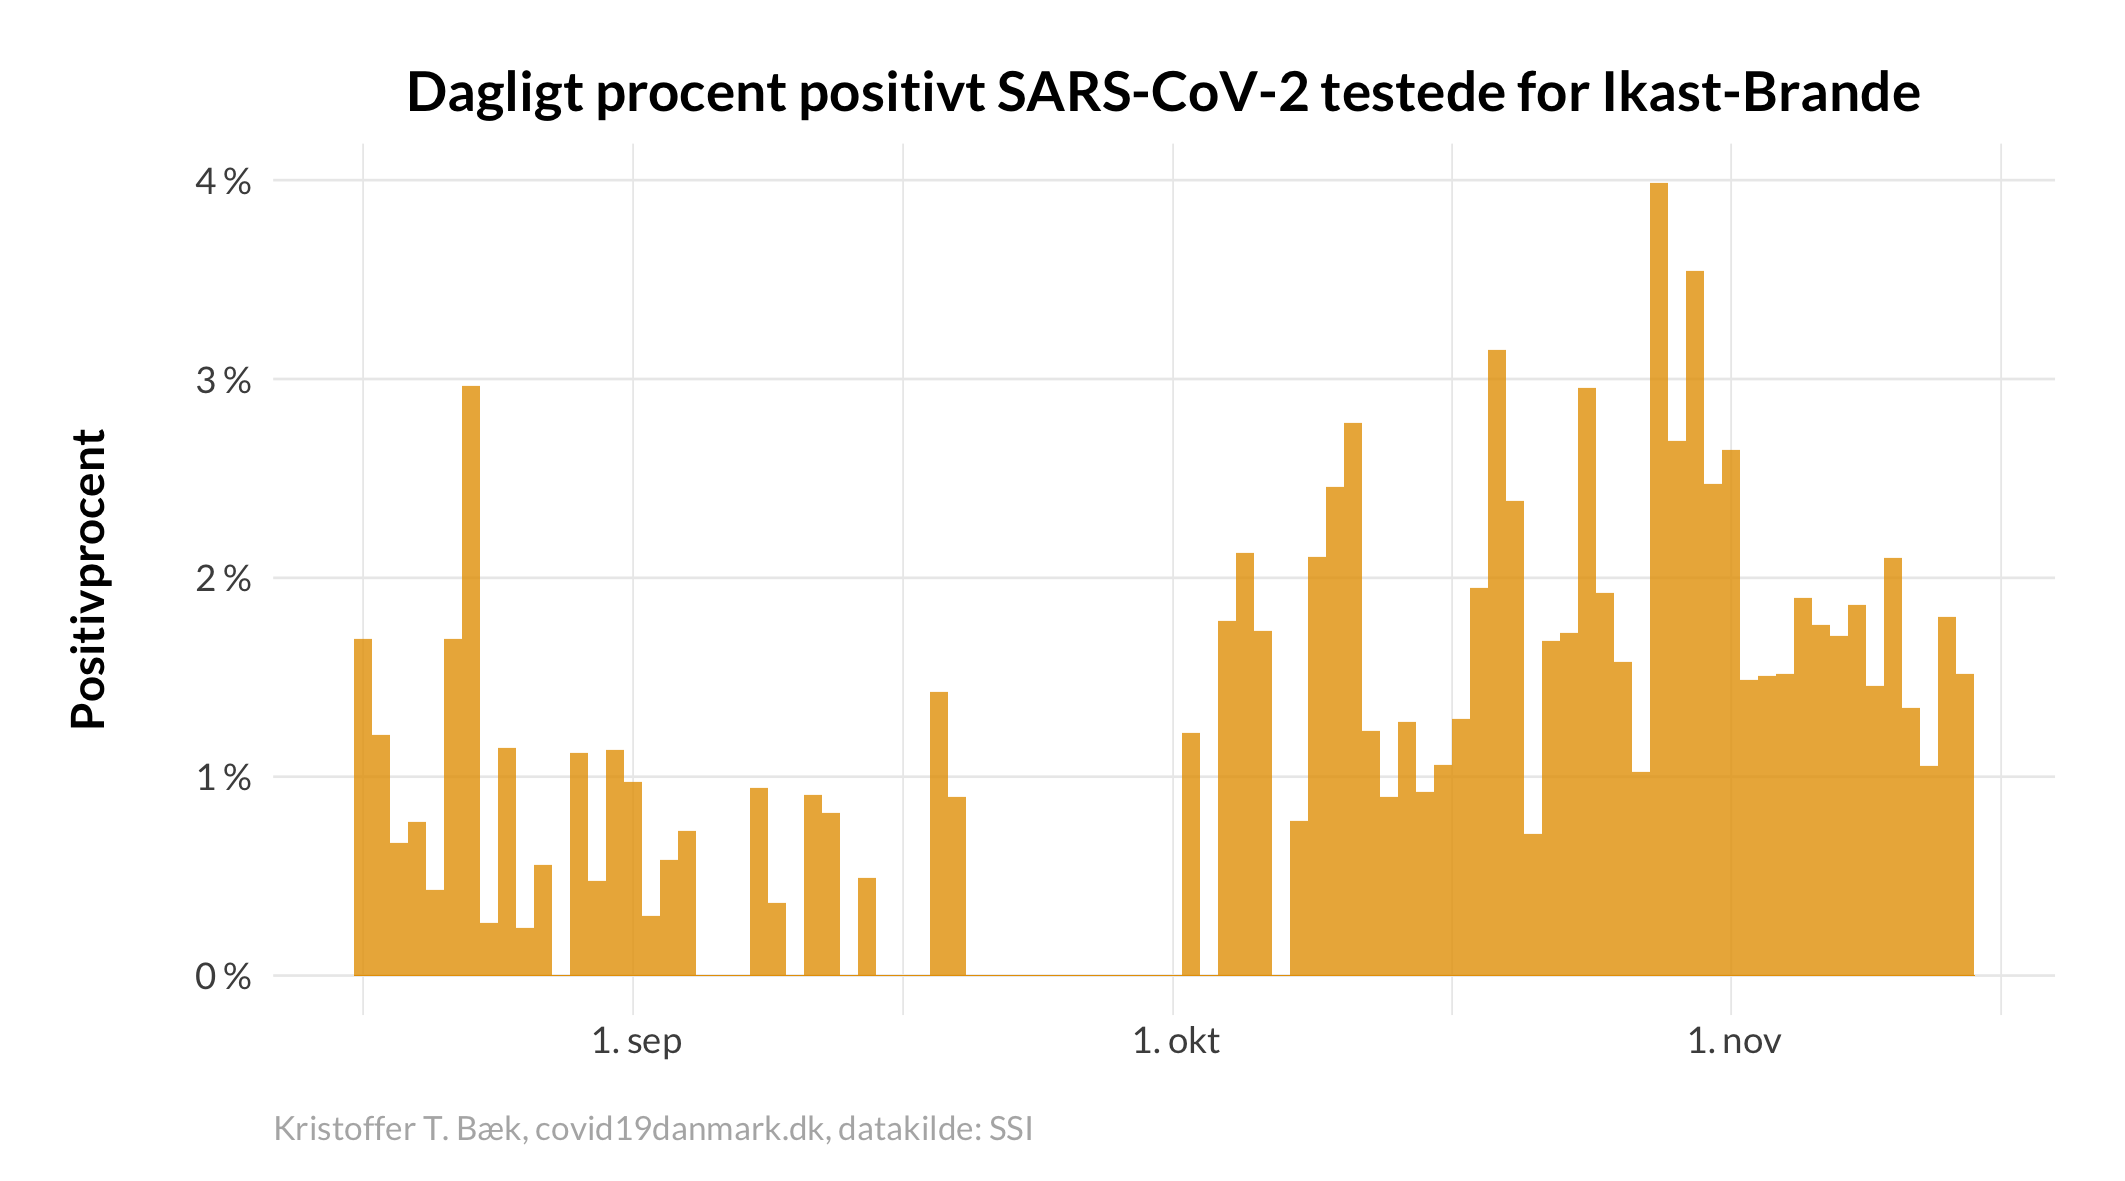 Dagligt procent positivt SARS-CoV-2 testede for Ikast-Brande
Positivprocent
4 %
3 %
2 %
1 %
0 %
1. sep
1. okt
1. nov
Kristoffer T. Bæk, covid19danmark.dk, datakilde: SSI